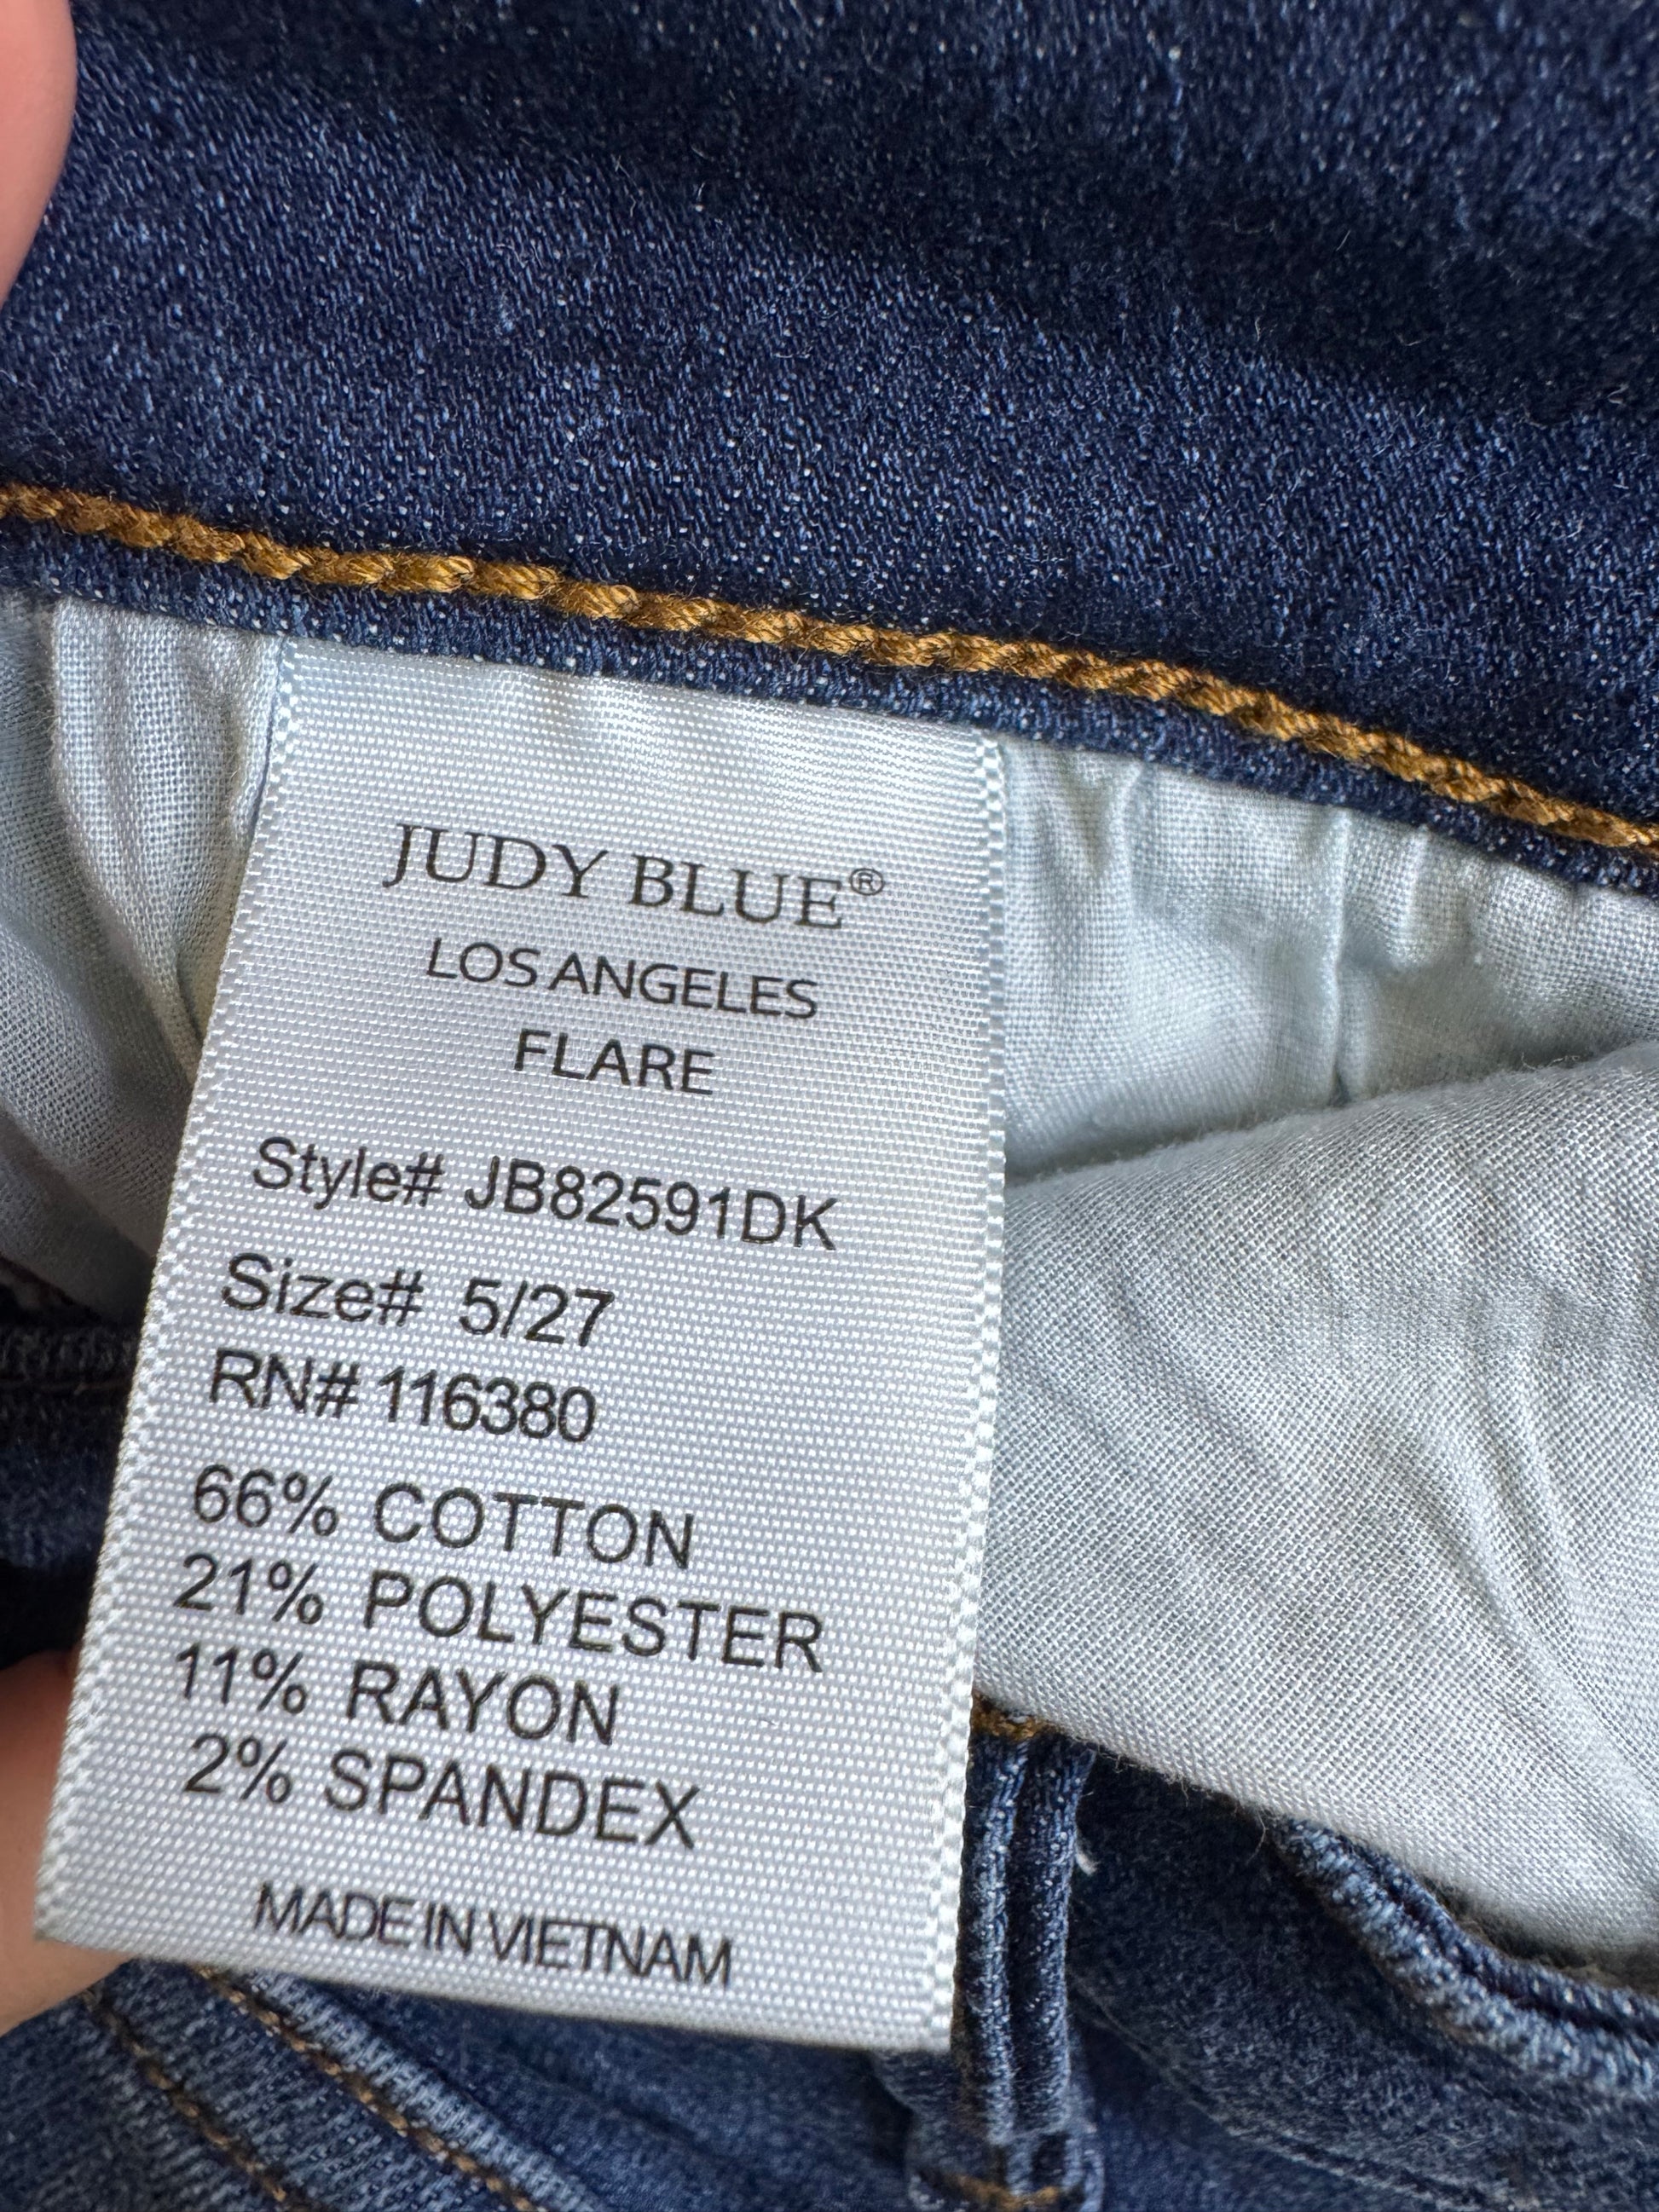 JUDY BLUE®
LOS ANGELES
FLARE
Style# JB82591DK
Size# 5/27
RN# 116380
66% COTTON
21% POLYESTER
11% RAYON
2% SPANDEX
MADE IN VIETNAM